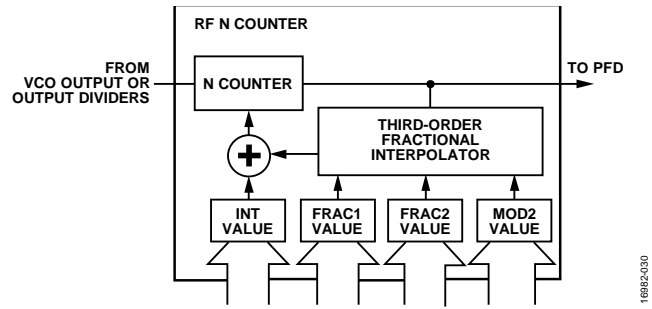 RF N COUNTER
FROM
VCO OUTPUT OR
OUTPUT DIVIDERS
N COUNTER
TO PFD
THIRD-ORDER
FRACTIONAL
INTERPOLATOR
+
INT
VALUE
FRAC1
VALUE
FRAC2
VALUE
MOD2
VALUE
16982-030